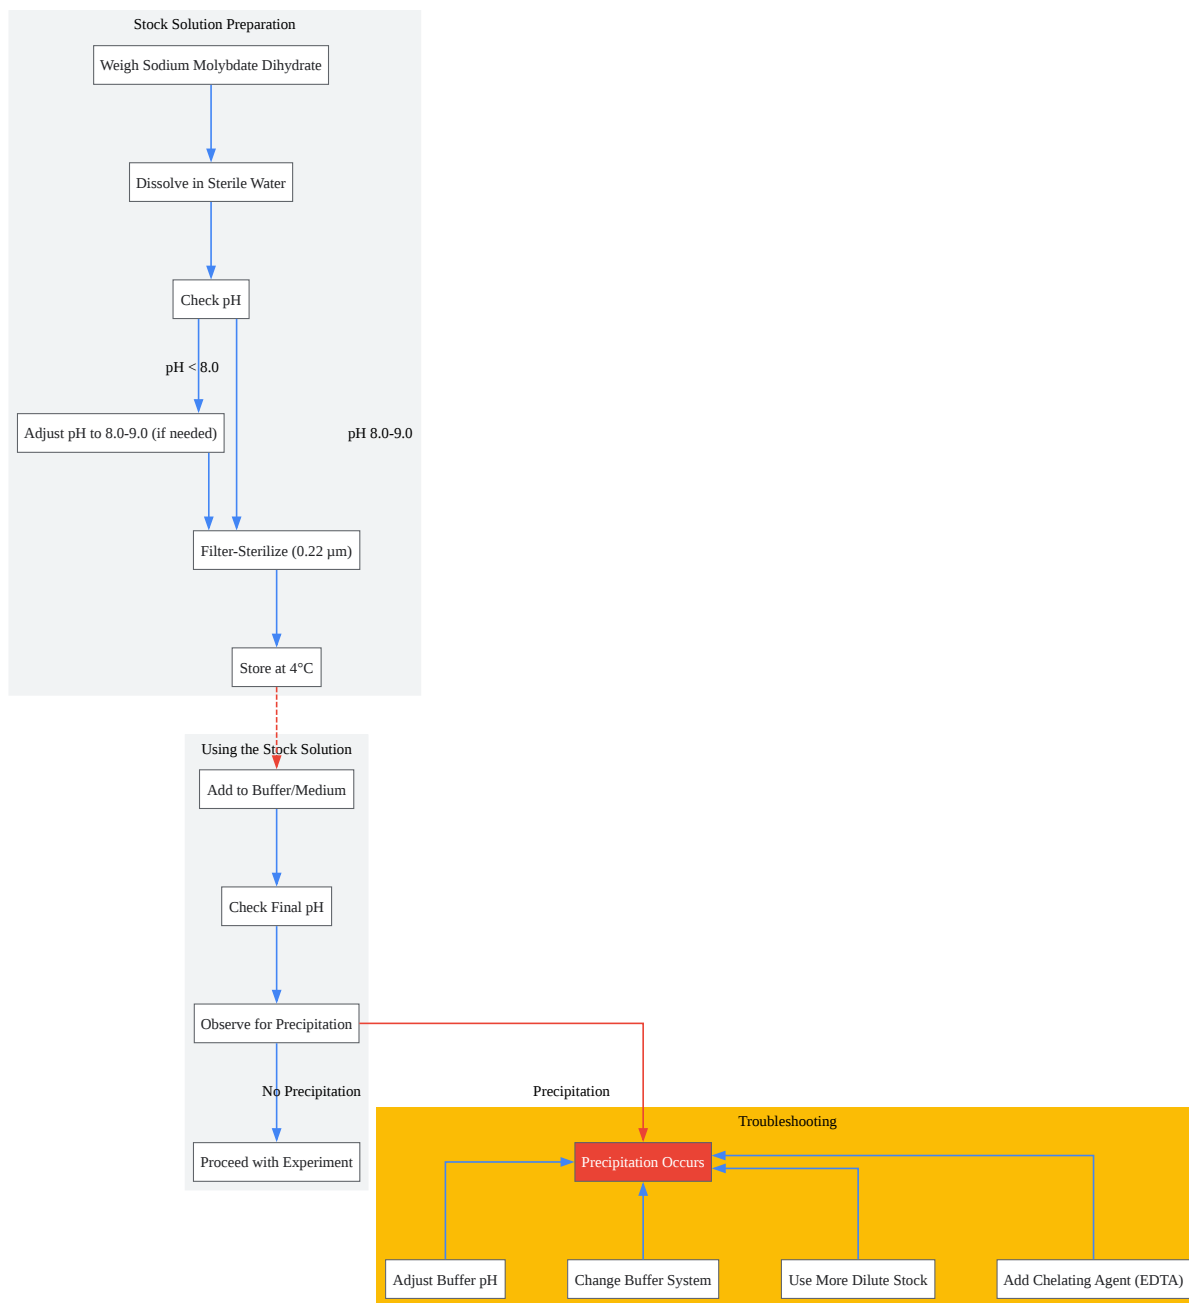 Stock Solution Preparation
Weigh Sodium Molybdate Dihydrate
Dissolve in Sterile Water
Check pH
pH < 8.0
Adjust pH to 8.0-9.0 (if needed)
pH 8.0-9.0
Filter-Sterilize (0.22 µm)
Store at 4°C
Using the Stock Solution
Add to Buffer/Medium
Check Final pH
Observe for Precipitation
No Precipitation
Precipitation
Troubleshooting
Proceed with Experiment
Precipitation Occurs
Adjust Buffer pH
Change Buffer System
Use More Dilute Stock
Add Chelating Agent (EDTA)